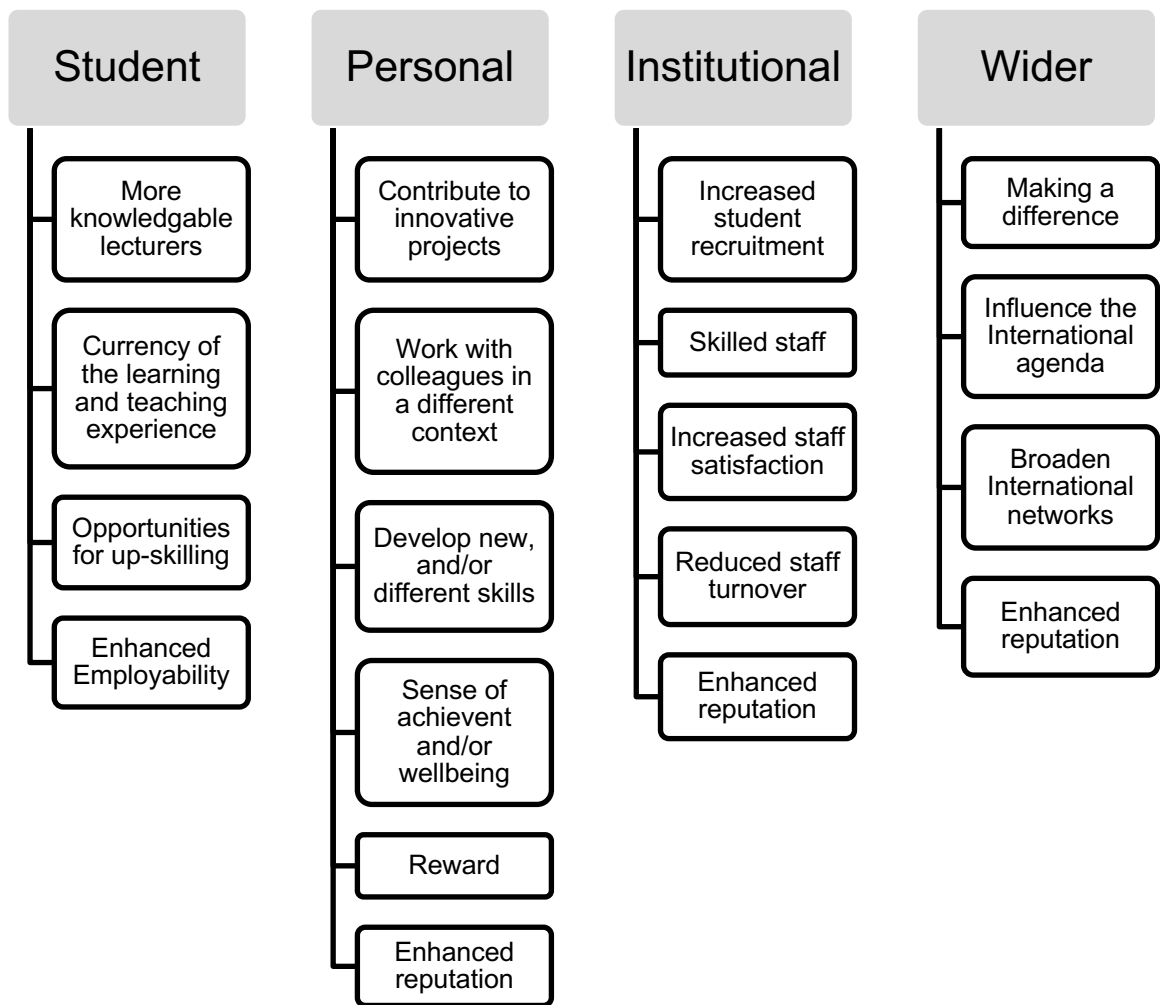 Student
More
knowledgable
lecturers
Currency of
the learning
and teaching
experience
Opportunities
for up-skilling
Enhanced
Employability
Personal
Contribute to
innovative
projects
Work with
colleagues in
a different
context
Develop new,
and/or
different skills
Sense of
achievent
and/or
wellbeing
Reward
Enhanced
reputation
Institutional
Increased
student
recruitment
Skilled staff
Increased staff
satisfaction
Reduced staff
turnover
Enhanced
reputation
Wider
Making a
difference
Influence the
International
agenda
Broaden
International
networks
Enhanced
reputation